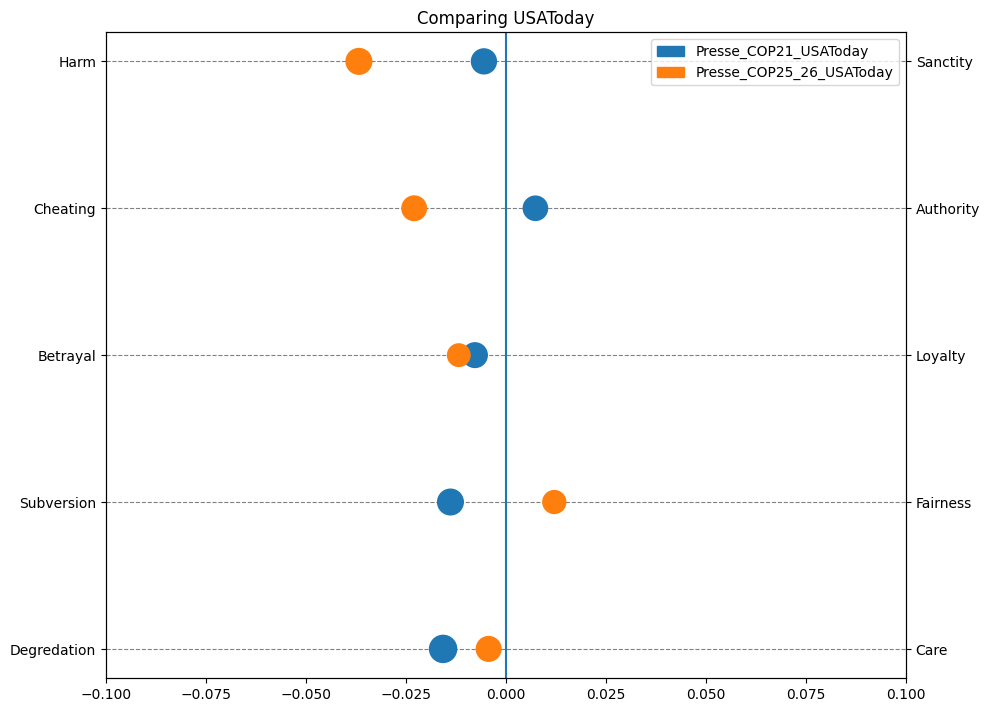 Comparing USAToday
Presse_COP21_USAToday
Presse_COP25_26_USAToday
Harm
Sanctity
Cheating
Authority
Betrayal
Loyalty
Subversion
Fairness
Degredation
Care
−0.100 −0.075 −0.050 −0.025 0.000 0.025 0.050 0.075 0.100